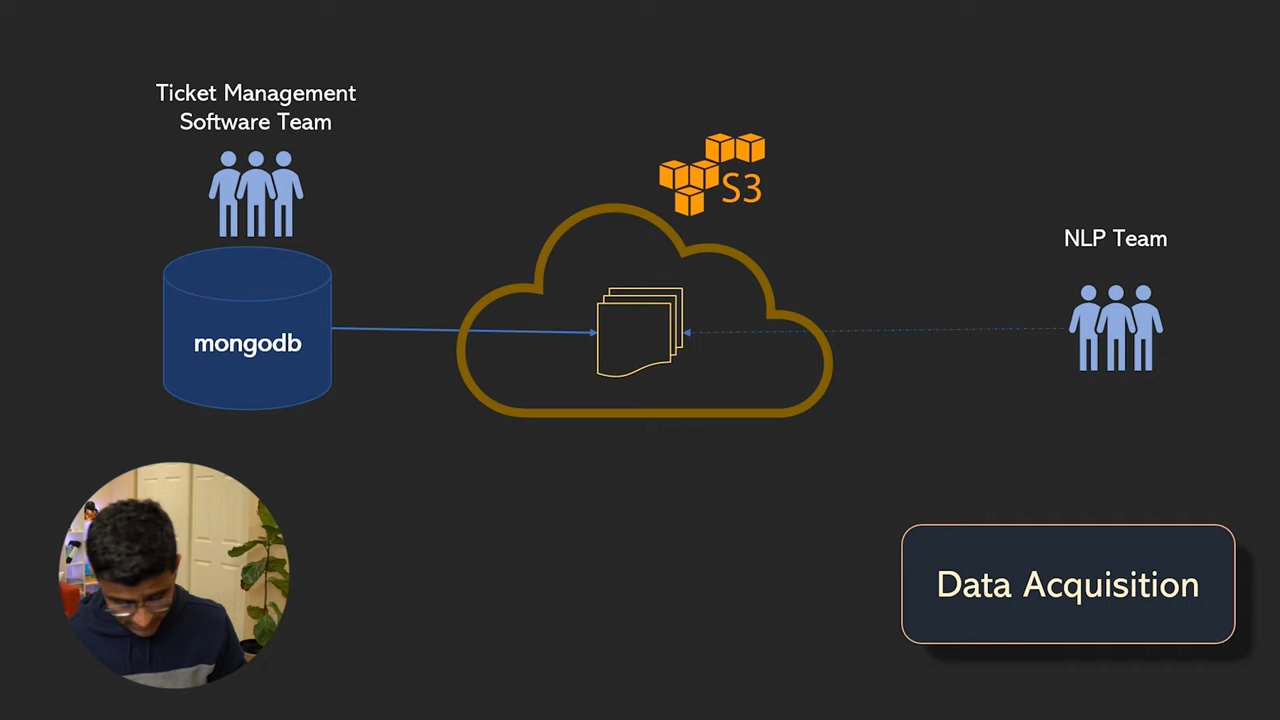 Ticket Management
Software Team
S3
NLP Team
mongodb
Data Acquisition